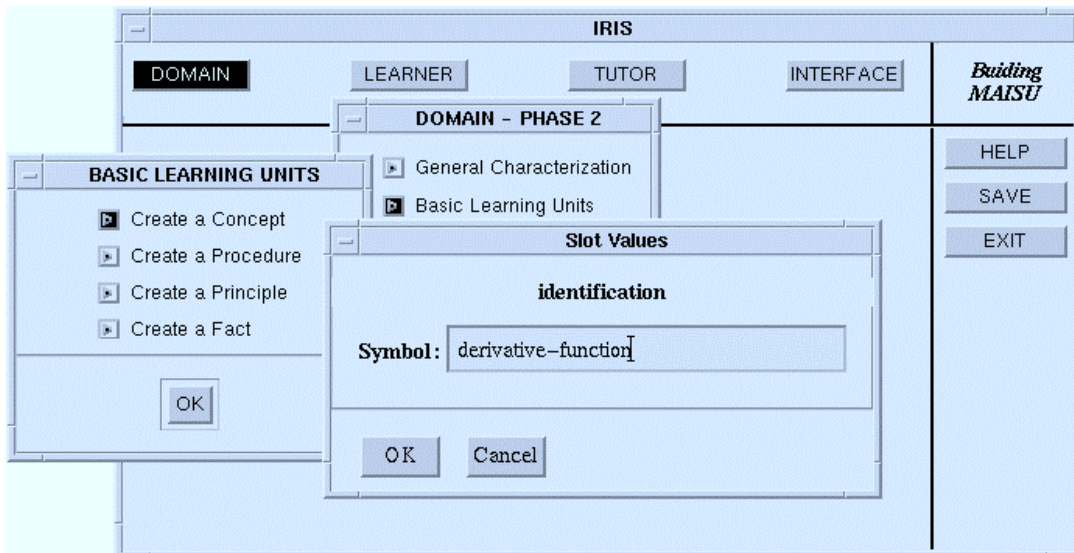 IRIS
DOMAIN LEARNER TUTOR INTERFACE
Buiding
MAISU
HELP
SAVE
EXIT
DOMAIN - PHASE 2
General Characterization
Basic Learning Units
BASIC LEARNING UNITS
Create a Concept
Create a Procedure
Create a Principle
Create a Fact
OK
Slot Values
identification
Symbol: derivative-function
OK Cancel